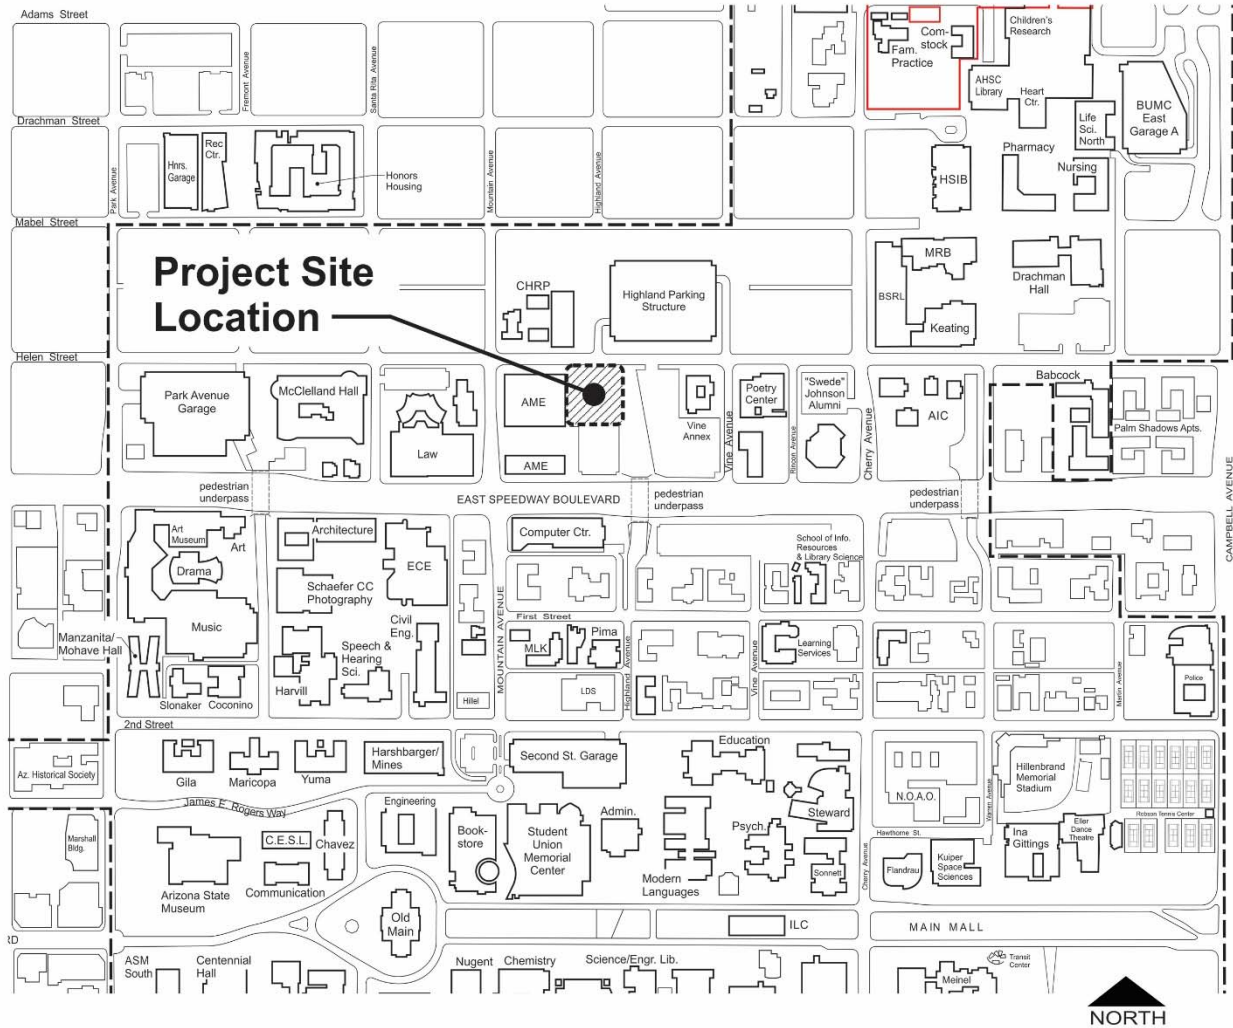 Adams Street
Fremont Avenue
Santa Rita Avenue
Com-
stock
Fam.
Practice
Children's
Research
AHSC
Library
Heart
Ctr.
BUMC
East
Garage A
Life
Sci.
North
Drachman Street
Park Avenue
Hnrs.
Garage
Rec
Ctr.
Honors
Housing
Mountain Avenue
Highland Avenue
Pharmacy
Nursing
HSIB
Mabel Street
Project Site
Location
CHRP
Highland Parking
Structure
MRB
BSRL
Keating
Drachman
Hall
Helen Street
Park Avenue
Garage
McClelland Hall
Law
AME
AME
Vine
Annex
Vine Avenue
Poetry
Center
Rincon Avenue
"Swede"
Johnson
Alumni
Cherry Avenue
AIC
Babcock
Palm Shadows Apts.
CAMPBELL AVENUE
pedestrian
underpass
EAST SPEEDWAY BOULEVARD
pedestrian
underpass
pedestrian
underpass
Art
Museum
Art
Drama
Music
Architecture
Schaefer CC
Photography
ECE
Computer Ctr.
School of Info.
Resources
& Library Science
MOUNTAIN AVENUE
First Street
Manzanita/
Mohave Hall
Slonaker
Coconino
Harvill
Speech &
Hearing
Sci.
Civil
Eng.
Hillel
MLK
Pima
LDS
Highland Avenue
Vine Avenue
Learning
Services
Martin Avenue
Police
2nd Street
Az. Historical Society
Gila
Maricopa
Yuma
Harshbarger/
Mines
Second St. Garage
Education
Steward
N.O.A.O.
Warren Avenue
Hillenbrand
Memorial
Stadium
Robson Tennis Center
James E. Rogers Way
Marshall
Bldg.
Arizona State
Museum
C.E.S.L.
Chavez
Communication
Engineering
Book-
store
Student
Union
Memorial
Center
Admin.
Modern
Languages
Psych.
Sonnett
Cherry Avenue
Hawthorne St.
Flandrau
Kuiper
Space
Sciences
Ina
Gittings
Eller
Dance
Theatre
Old
Main
ILC
MAIN MALL
RD
ASM
South
Centennial
Hall
Nugent
Chemistry
Science/Engr. Lib.
Meinel
Transit
Center
NORTH